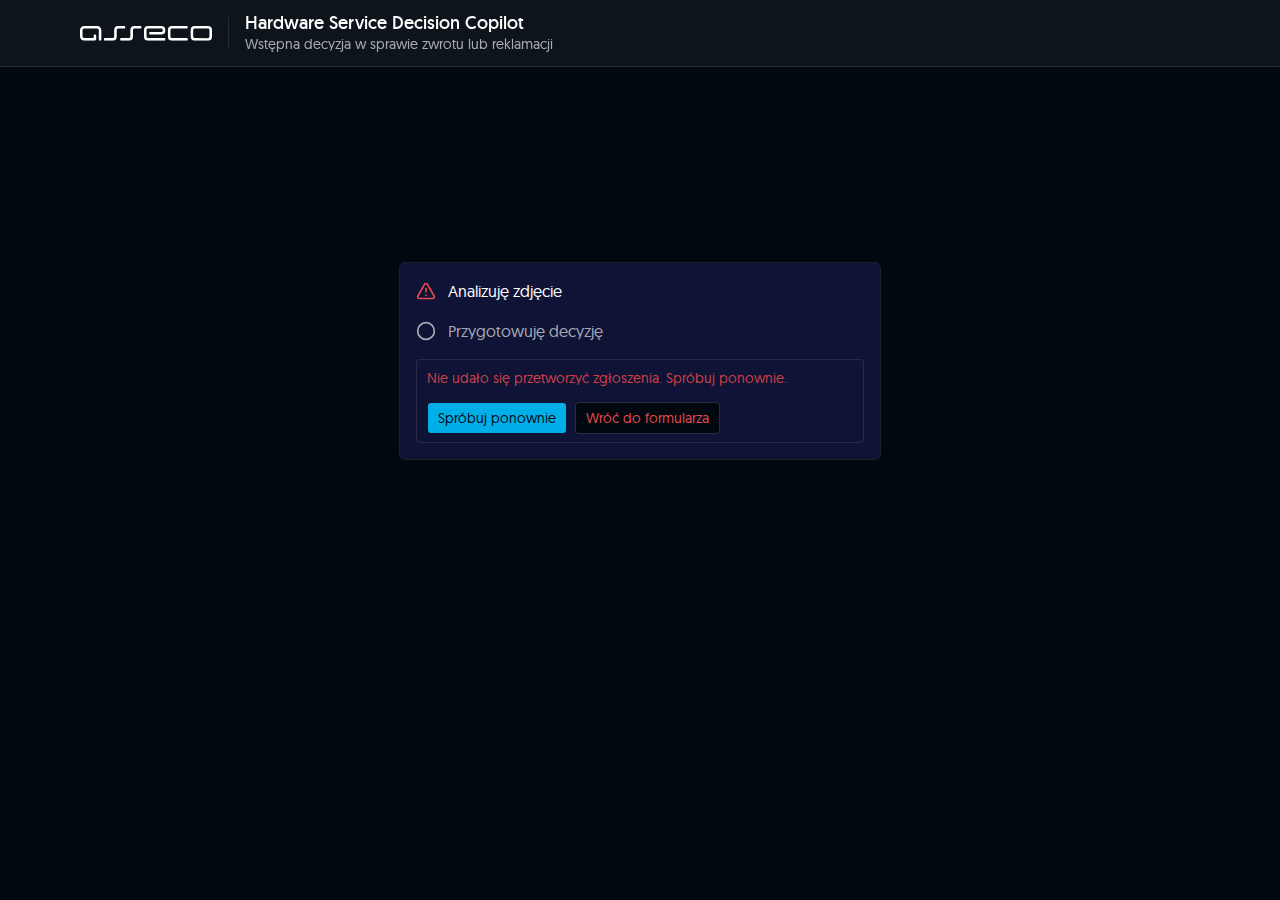 asseco
Hardware Service Decision Copilot
Wstępna decyzja w sprawie zwrotu lub reklamacji
Analizuję zdjęcie
Przygotowuję decyzję
Nie udało się przetworzyć zgłoszenia. Spróbuj ponownie.
Spróbuj ponownie
Wróć do formularza